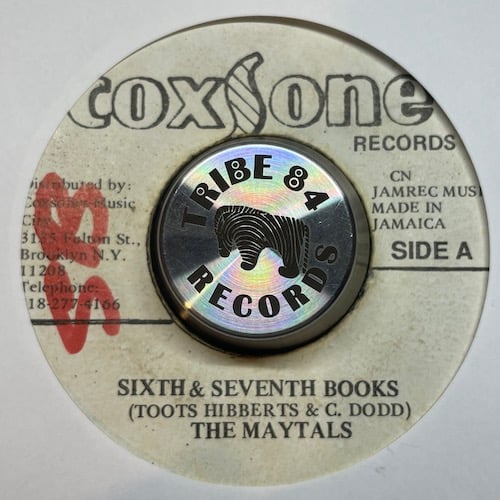 coxsone
RECORDS
TRIBE 84
RECORDS
Distributed by:
Coxsone Music
City
3135 Fulton St.,
Brooklyn N.Y.
11208
Telephone:
718-277-4166
CN
JAMREC MUSI
MADE IN
JAMAICA
SIDE A
SIXTH & SEVENTH BOOKS
(TOOTS HIBBERTS & C. DODD)
THE MAYTALS